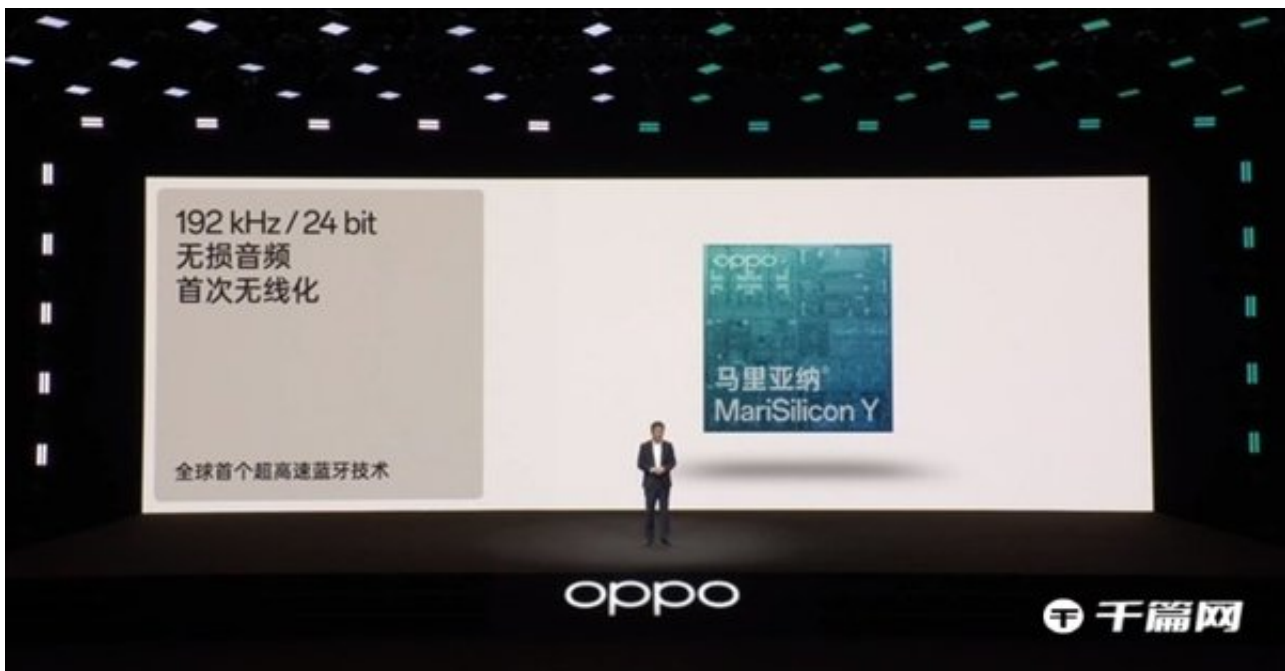 192 kHz / 24 bit
无损音频
首次无线化
全球首个超高速蓝牙技术
oppo
马里亚纳®
MariSilicon Y
oppo
千篇网